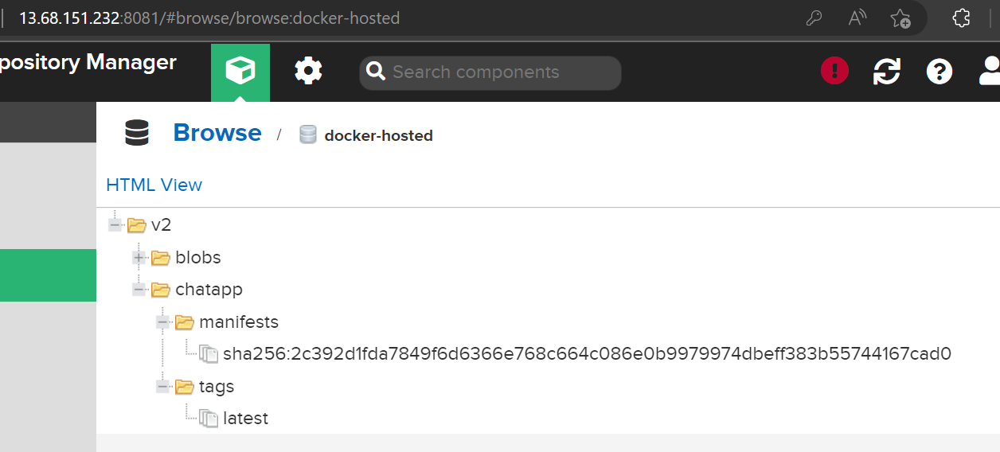 13.68.151.232:8081/#browse/browse:docker-hosted
pository Manager
Search components
Browse / docker-hosted
HTML View
v2
blobs
chatapp
manifests
sha256:2c392d1fda7849f6d6366e768c664c086e0b9979974dbeff383b55744167cad0
tags
latest